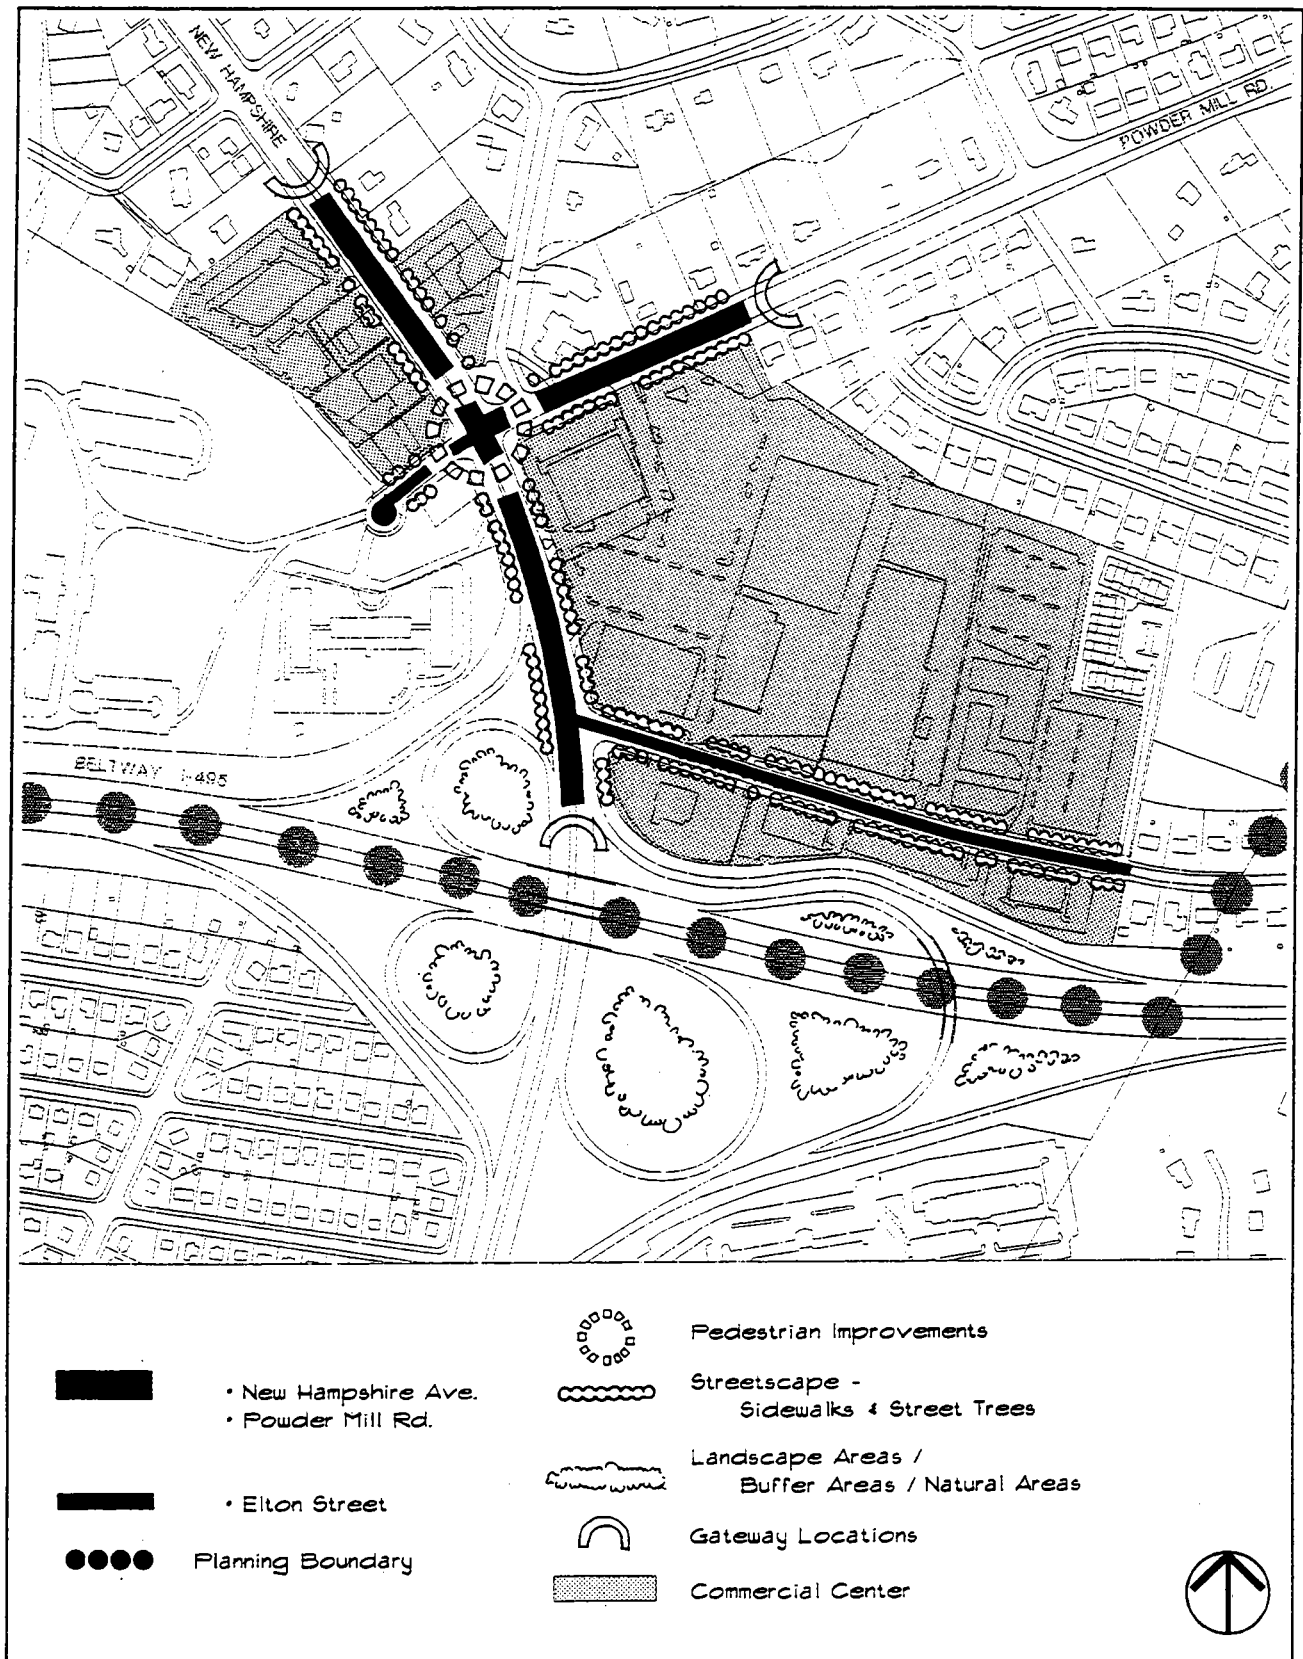 NEW HAMPSHIRE
POWDER MILL RD.
BELTWAY I-495
• New Hampshire Ave.
• Powder Mill Rd.
• Elton Street
Planning Boundary
Pedestrian Improvements
Streetscape -
Sidewalks & Street Trees
Landscape Areas /
Buffer Areas / Natural Areas
Gateway Locations
Commercial Center